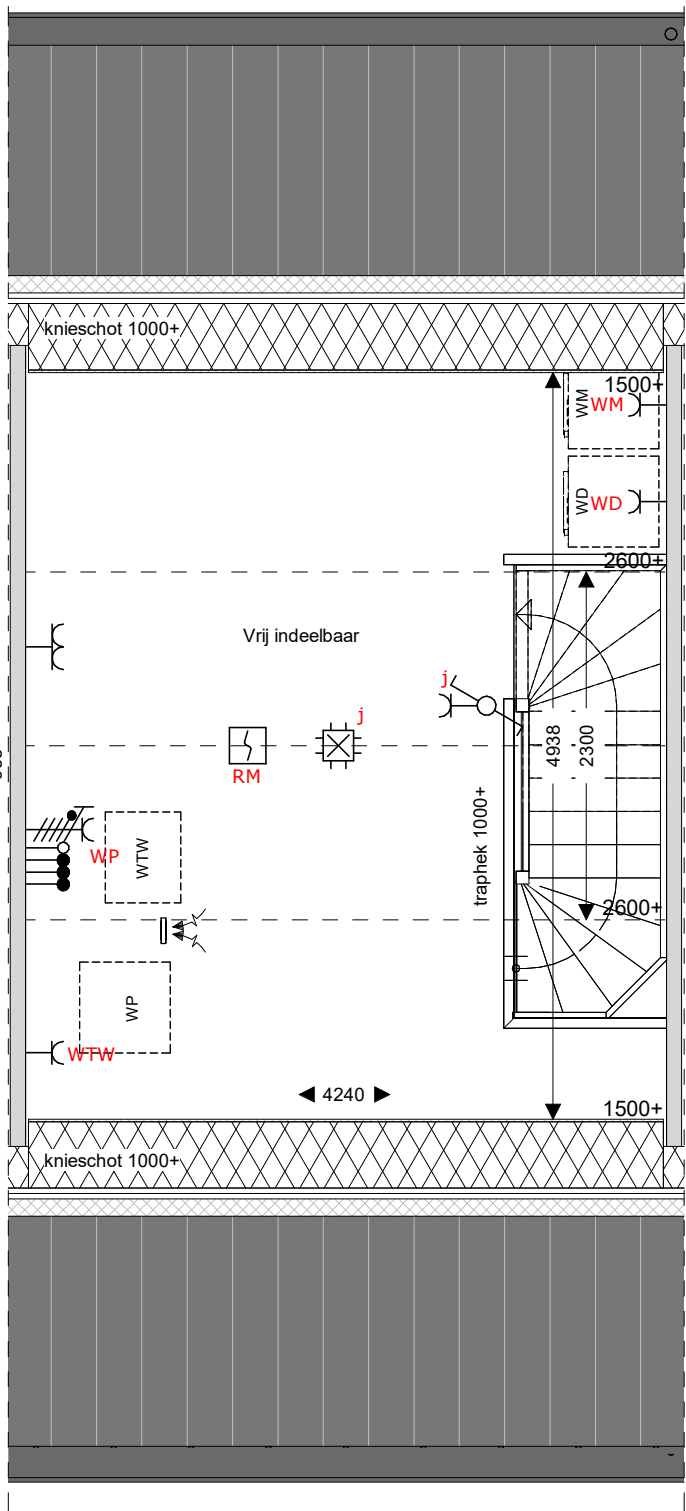 knieschot 1000+
1500+
WM
WM
WD
WD
2600+
Vrij indeelbaar
j
j
RM
4938
2300
traphek 1000+
WP
WTW
2600+
WP
WTW
4240
1500+
knieschot 1000+